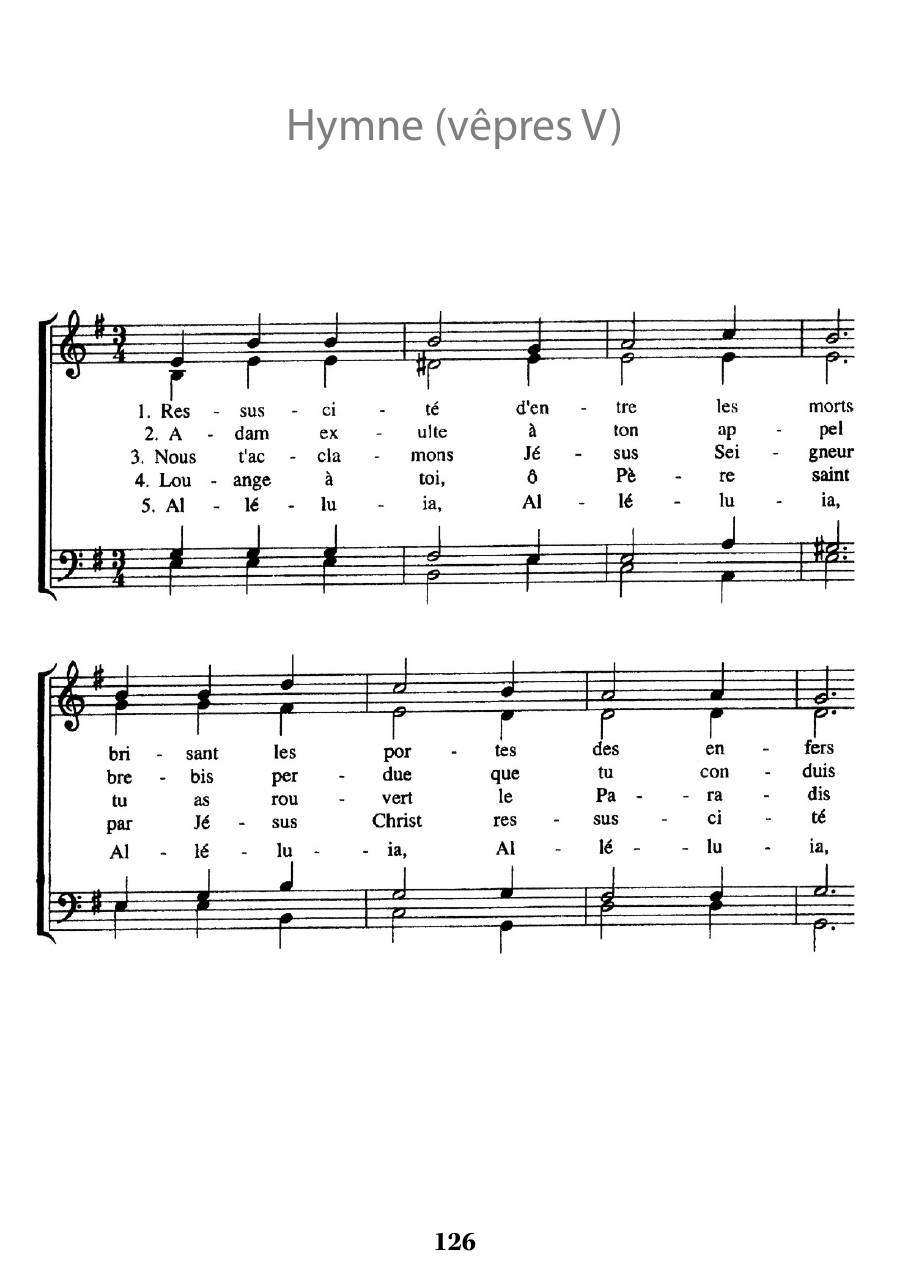 Hymne (vêpres V)
3 4
1. Res - sus - ci - té d'en - tre les morts
2. A - dam ex - ulte à ton ap - pel
3. Nous t'ac - cla - mons Jé - sus Sei - gneur
4. Lou - ange à toi, ô Pè - re saint
5. Al - lé - lu - ia, Al - lé - lu - ia,
3 4
bri - sant les por - tes des en - fers
bre - bis per - due que tu con - duis
tu as rou - vert le Pa - - ra - dis
par Jé - sus Christ res - sus - ci - té
Al - lé - lu - - ia, Al - lé - - lu - ia,
126